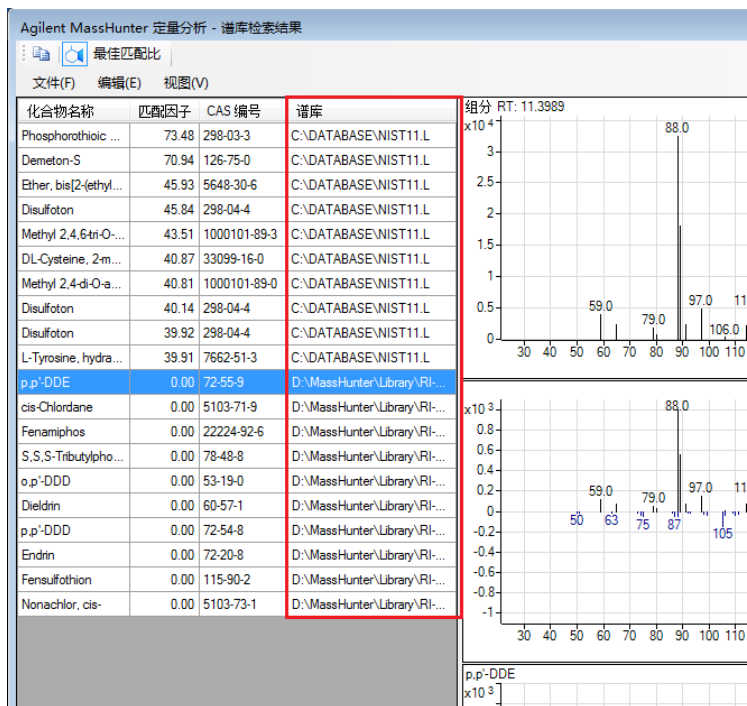 Agilent MassHunter 定量分析 - 谱库检索结果
最佳匹配比
文件(F) 编辑(E) 视图(V)
化合物名称 匹配因子 CAS 编号 谱库
Phosphorothioic ... 73.48 298-03-3 C:\DATABASE\NIST11.L
Demeton-S 70.94 126-75-0 C:\DATABASE\NIST11.L
Ether, bis[2-(ethyl... 45.93 5648-30-6 C:\DATABASE\NIST11.L
Disulfoton 45.84 298-04-4 C:\DATABASE\NIST11.L
Methyl 2,4,6-tri-O-... 43.51 1000101-89-3 C:\DATABASE\NIST11.L
DL-Cysteine, 2-m... 40.87 33099-16-0 C:\DATABASE\NIST11.L
Methyl 2,4-di-O-a... 40.81 1000101-89-0 C:\DATABASE\NIST11.L
Disulfoton 40.14 298-04-4 C:\DATABASE\NIST11.L
Disulfoton 39.92 298-04-4 C:\DATABASE\NIST11.L
L-Tyrosine, hydra... 39.91 7662-51-3 C:\DATABASE\NIST11.L
p,p'-DDE 0.00 72-55-9 D:\MassHunter\Library\RI-...
cis-Chlordane 0.00 5103-71-9 D:\MassHunter\Library\RI-...
Fenamiphos 0.00 22224-92-6 D:\MassHunter\Library\RI-...
S,S,S-Tributylpho... 0.00 78-48-8 D:\MassHunter\Library\RI-...
o,p'-DDD 0.00 53-19-0 D:\MassHunter\Library\RI-...
Dieldrin 0.00 60-57-1 D:\MassHunter\Library\RI-...
p,p'-DDD 0.00 72-54-8 D:\MassHunter\Library\RI-...
Endrin 0.00 72-20-8 D:\MassHunter\Library\RI-...
Fensulfothion 0.00 115-90-2 D:\MassHunter\Library\RI-...
Nonachlor, cis- 0.00 5103-73-1 D:\MassHunter\Library\RI-...
组分 RT: 11.3989
x10 4
88.0
3
2.5
2
1.5
1
0.5 59.0 79.0 97.0 11
106.0
0
30 40 50 60 70 80 90 100 110
x10 3
88.0
0.8
0.6
0.4
0.2 59.0 79.0 97.0 11
0
50 63 75 87 105
-0.2
-0.4
-0.6
-0.8
-1
30 40 50 60 70 80 90 100 110
p,p'-DDE
x10 3